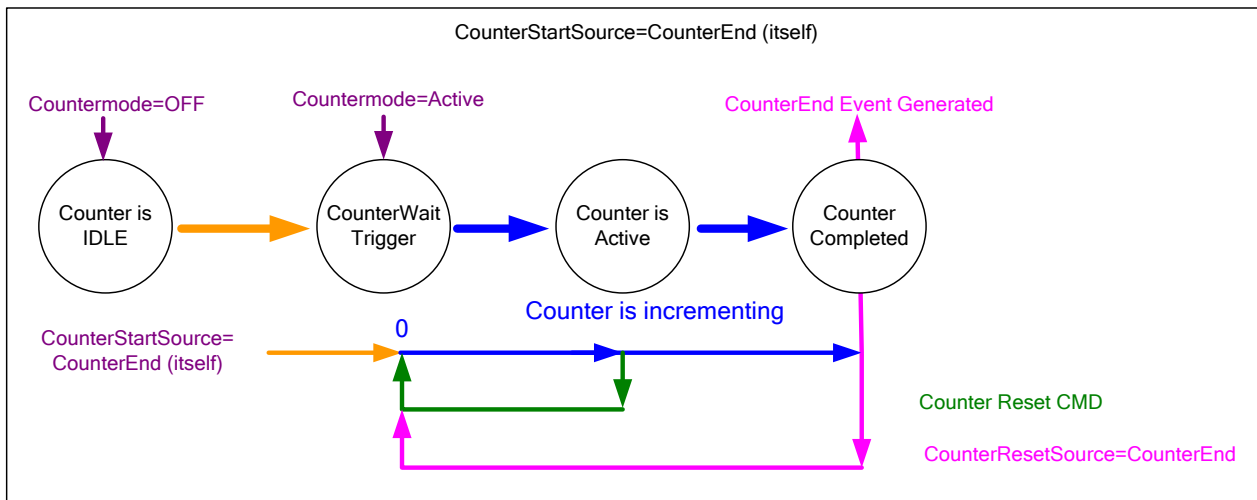 CounterStartSource=CounterEnd (itself)
Countermode=OFF
Countermode=Active
CounterEnd Event Generated
Counter is
IDLE
CounterWait
Trigger
Counter is
Active
Counter
Completed
Counter is incrementing
0
CounterStartSource=
CounterEnd (itself)
Counter Reset CMD
CounterResetSource=CounterEnd